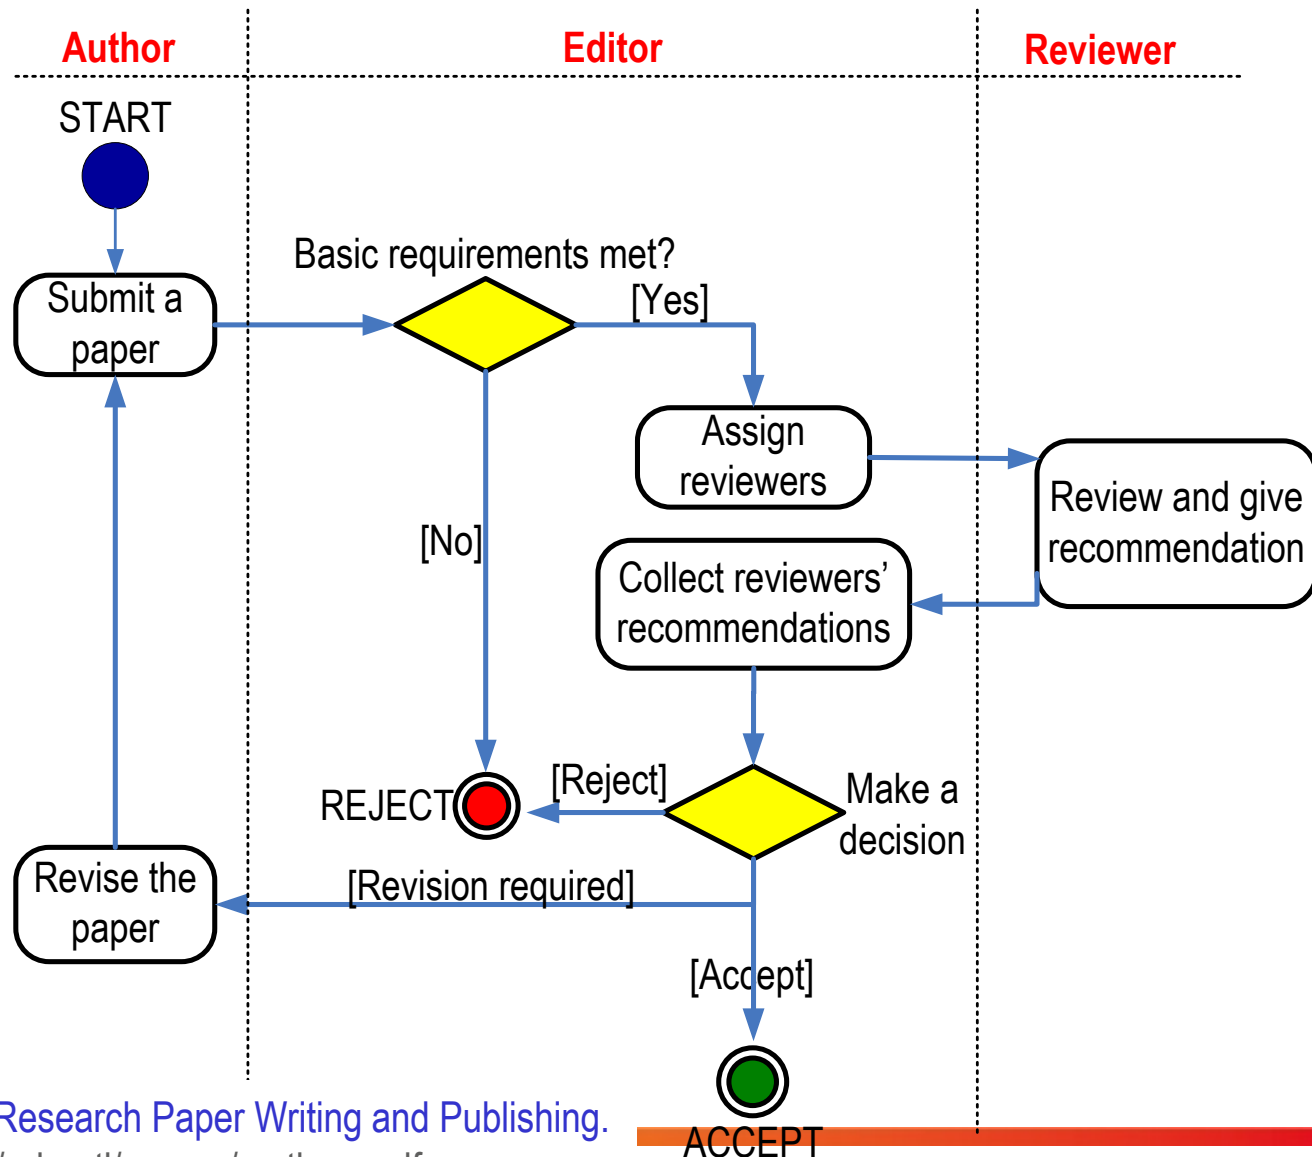 Author
Editor
Reviewer
START
Basic requirements met?
[Yes]
Submit a
paper
Assign
reviewers
Review and give
recommendation
[No]
Collect reviewers’
recommendations
[Reject]
REJECT
Make a
decision
Revise the
paper
[Revision required]
[Accept]
Research Paper Writing and Publishing.
ACCEPT